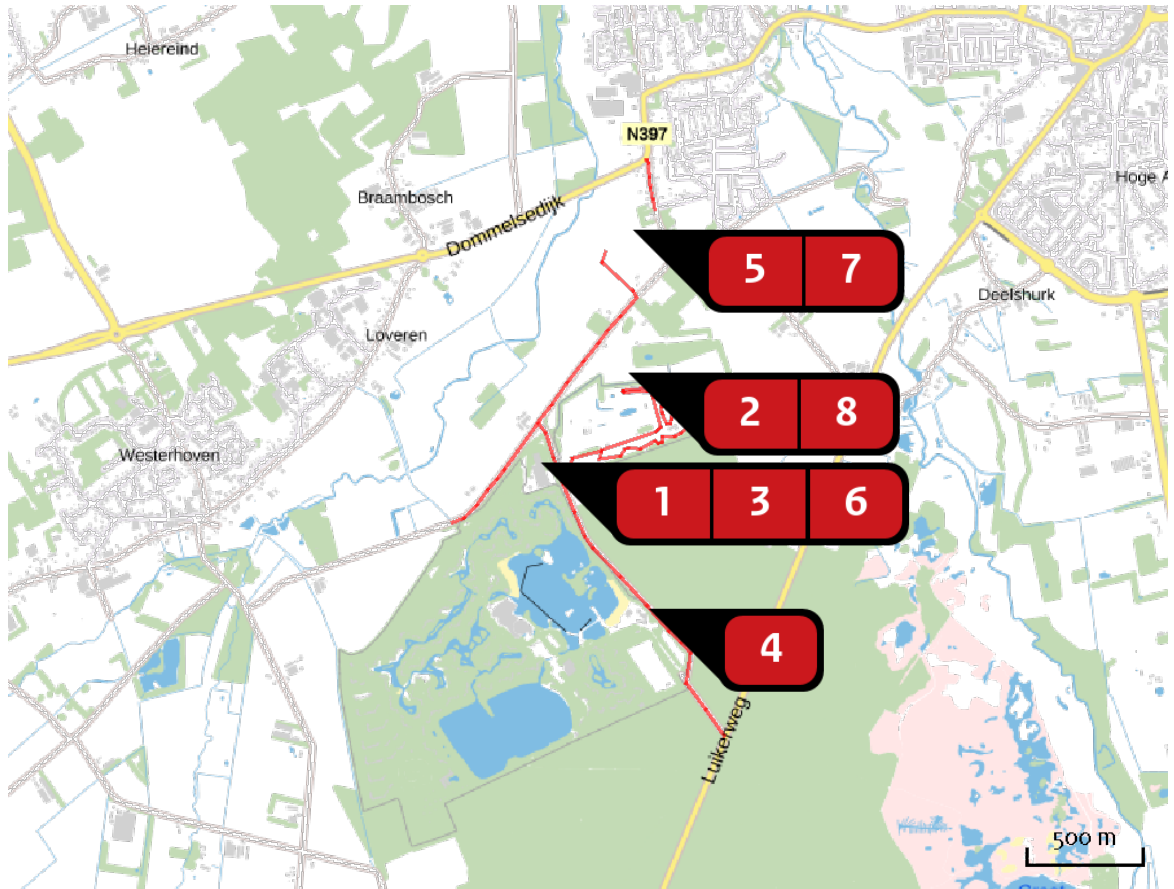 Heiereind
N397
Hoge A
Braambosch
Dommelsedijk
5 7
Deelshurk
Loveren
2 8
Westerhoven
1 3 6
4
Luikerweg
500 m